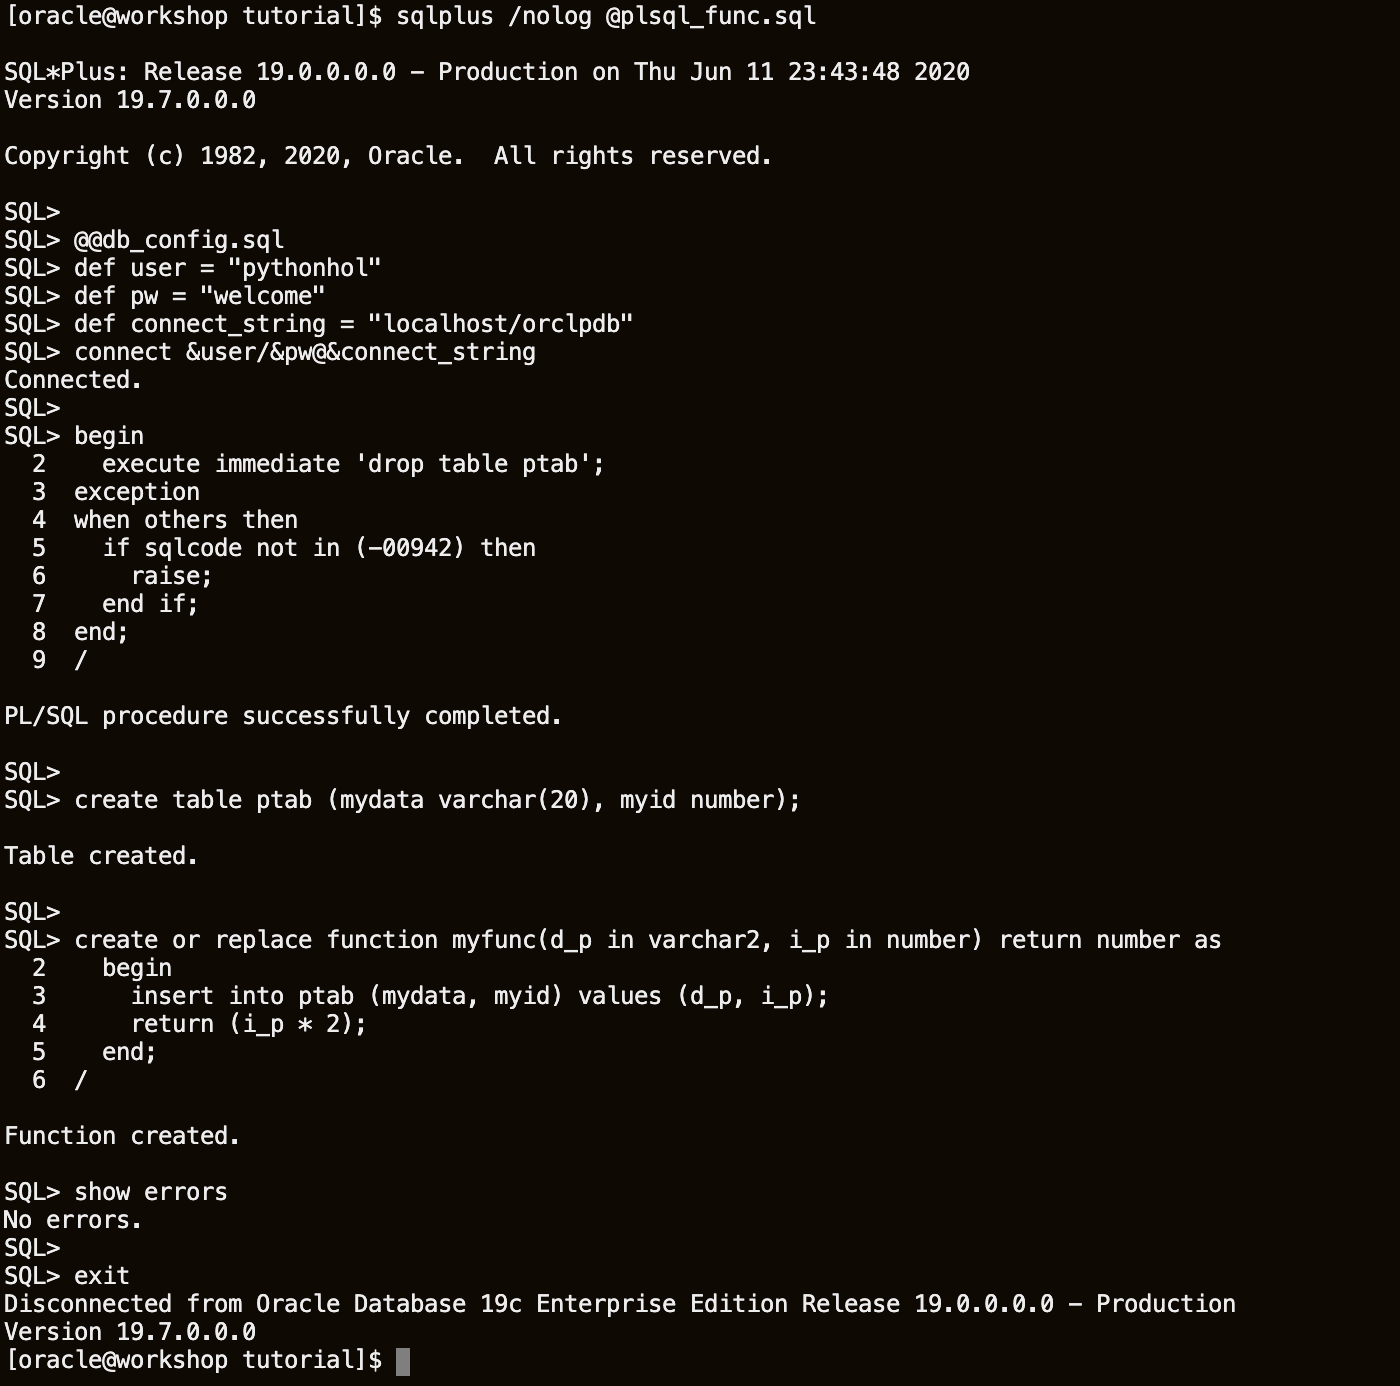 [oracle@workshop tutorial]$ sqlplus /nolog @plsql_func.sql
SQL*Plus: Release 19.0.0.0.0 - Production on Thu Jun 11 23:43:48 2020
Version 19.7.0.0.0
Copyright (c) 1982, 2020, Oracle.  All rights reserved.
SQL>
SQL> @@db_config.sql
SQL> def user = "pythonhol"
SQL> def pw = "welcome"
SQL> def connect_string = "localhost/orclpdb"
SQL> connect &user/&pw@&connect_string
Connected.
SQL>
SQL> begin
  2    execute immediate 'drop table ptab';
  3  exception
  4  when others then
  5    if sqlcode not in (-00942) then
  6      raise;
  7    end if;
  8  end;
  9  /
PL/SQL procedure successfully completed.
SQL>
SQL> create table ptab (mydata varchar(20), myid number);
Table created.
SQL>
SQL> create or replace function myfunc(d_p in varchar2, i_p in number) return number as
  2    begin
  3      insert into ptab (mydata, myid) values (d_p, i_p);
  4      return (i_p * 2);
  5    end;
  6  /
Function created.
SQL> show errors
No errors.
SQL>
SQL> exit
Disconnected from Oracle Database 19c Enterprise Edition Release 19.0.0.0.0 - Production
Version 19.7.0.0.0
[oracle@workshop tutorial]$